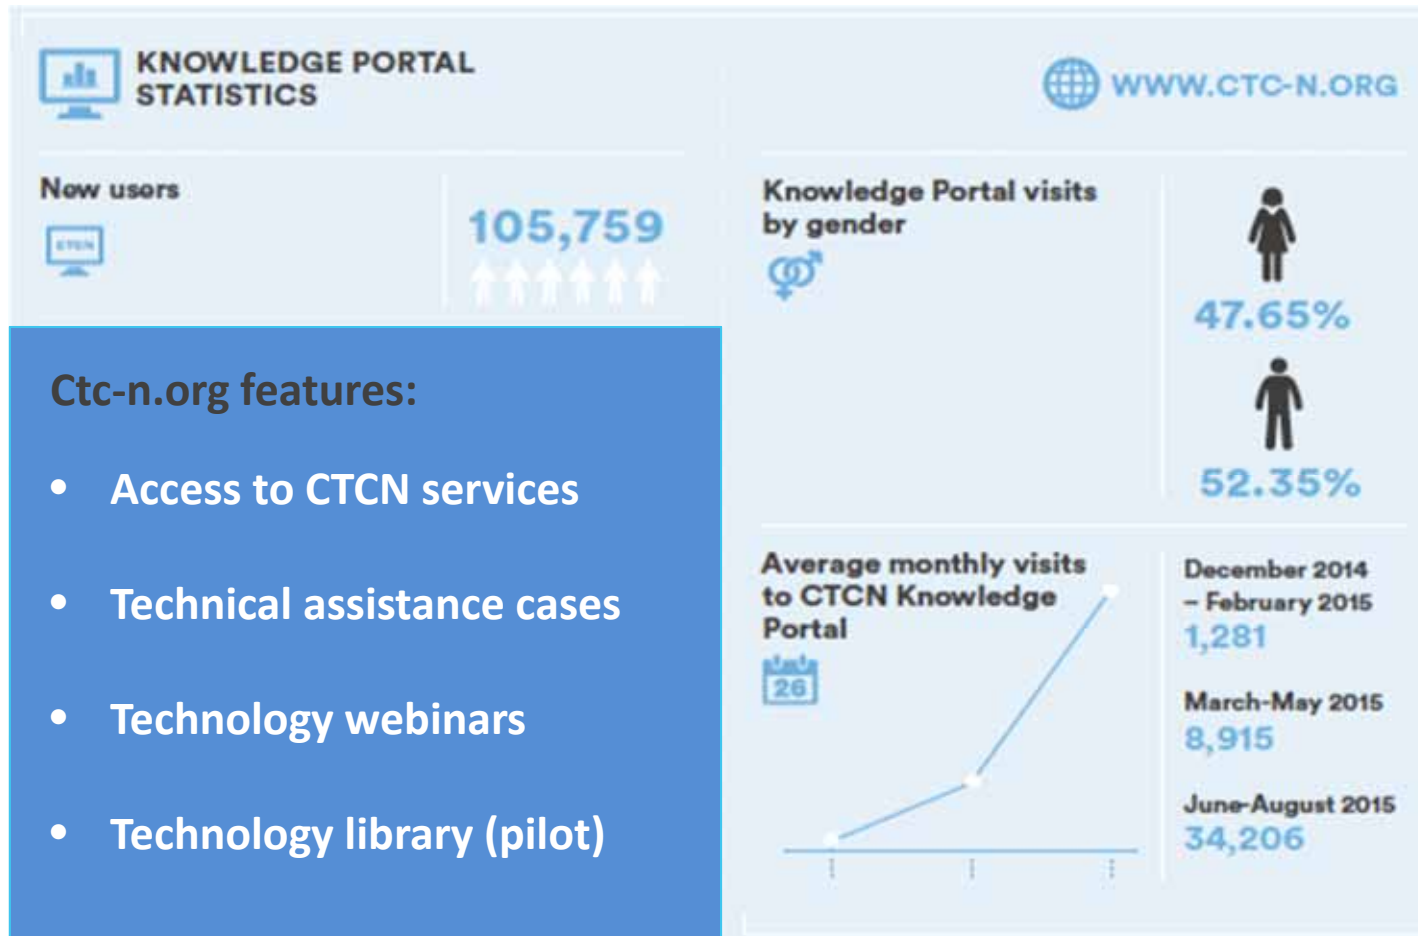 KNOWLEDGE PORTAL
STATISTICS
WWW.CTC-N.ORG
New users
CTCN
105,759
Knowledge Portal visits
by gender
47.65%
52.35%
Ctc-n.org features:
• Access to CTCN services
• Technical assistance cases
• Technology webinars
• Technology library (pilot)
Average monthly visits
to CTCN Knowledge
Portal
26
December 2014
– February 2015
1,281
March-May 2015
8,915
June-August 2015
34,206